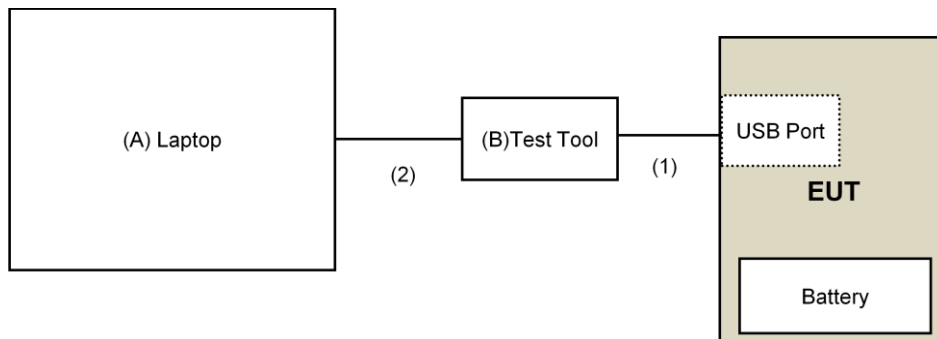 (A) Laptop
(2)
(B)Test Tool
(1)
USB Port
EUT
Battery